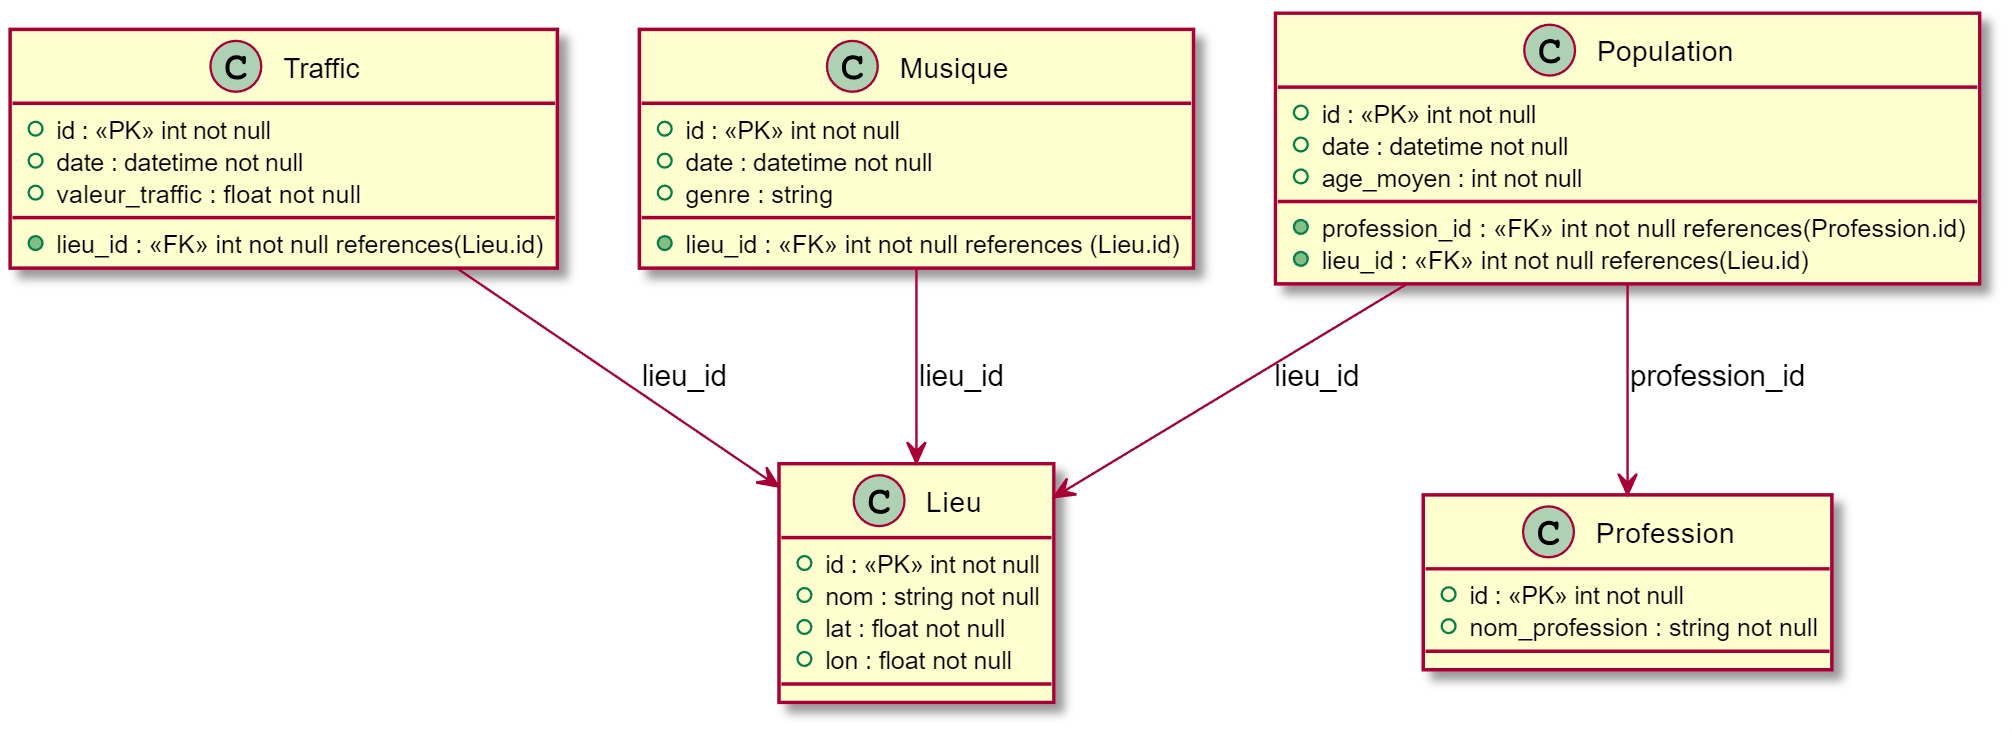 C Traffic
id : «PK» int not null
date : datetime not null
valeur_traffic : float not null
lieu_id : «FK» int not null references(Lieu.id)
C Musique
id : «PK» int not null
date : datetime not null
genre : string
lieu_id : «FK» int not null references (Lieu.id)
C Population
id : «PK» int not null
date : datetime not null
age_moyen : int not null
profession_id : «FK» int not null references(Profession.id)
lieu_id : «FK» int not null references(Lieu.id)
lieu_id
lieu_id
lieu_id
profession_id
C Lieu
id : «PK» int not null
nom : string not null
lat : float not null
lon : float not null
C Profession
id : «PK» int not null
nom_profession : string not null